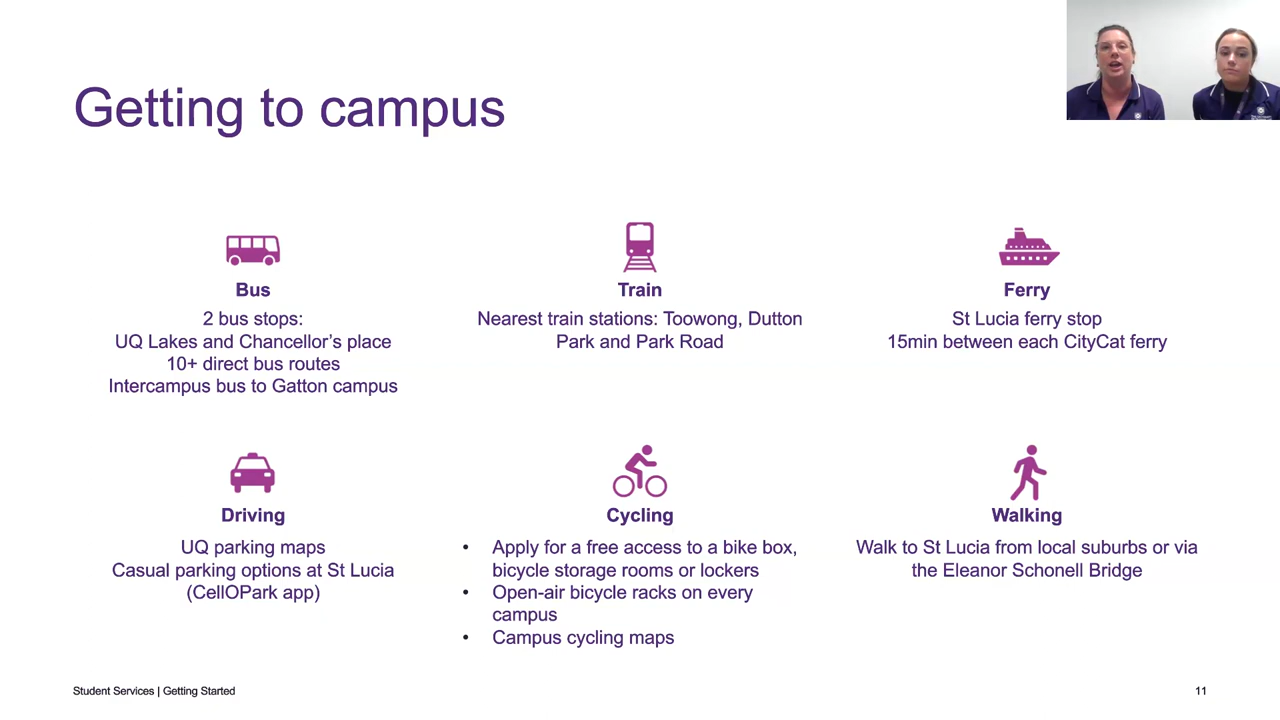 Getting to campus
Bus
2 bus stops:
UQ Lakes and Chancellor’s place
10+ direct bus routes
Intercampus bus to Gatton campus
Train
Nearest train stations: Toowong, Dutton
Park and Park Road
Ferry
St Lucia ferry stop
15min between each CityCat ferry
Driving
UQ parking maps
Casual parking options at St Lucia
(CellOPark app)
Cycling
• Apply for a free access to a bike box,
bicycle storage rooms or lockers
• Open-air bicycle racks on every
campus
• Campus cycling maps
Walking
Walk to St Lucia from local suburbs or via
the Eleanor Schonell Bridge
Student Services | Getting Started
11